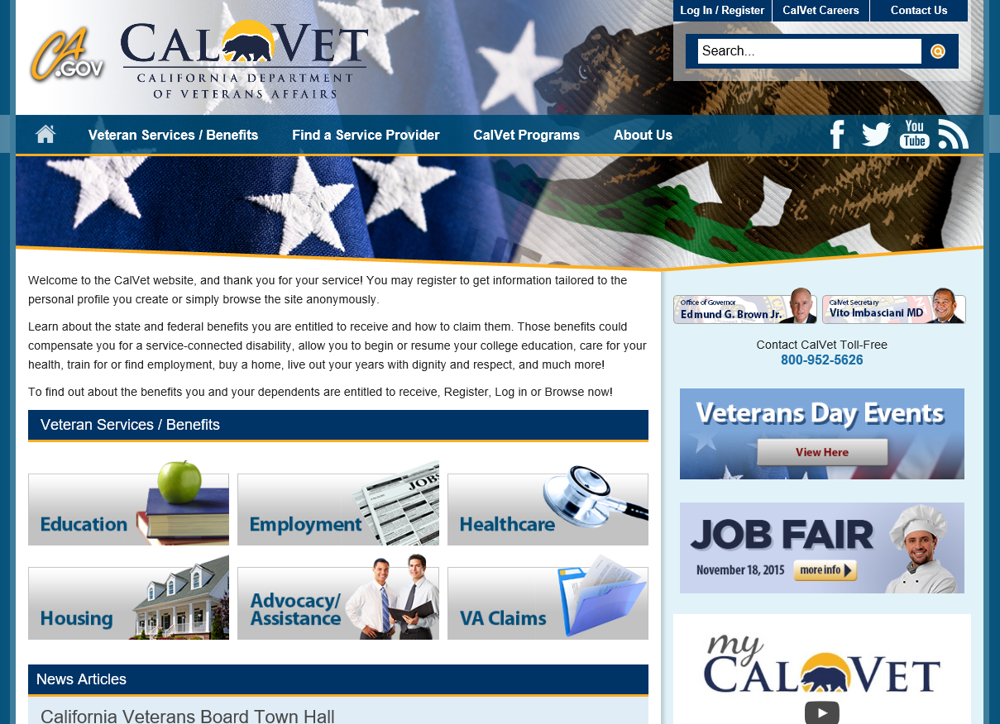 Log In / Register
CalVet Careers
Contact Us
CA
.GOV
CALVET
CALIFORNIA DEPARTMENT
OF VETERANS AFFAIRS
Search...
Veteran Services / Benefits
Find a Service Provider
CalVet Programs
About Us
f
You
Tube
Welcome to the CalVet website, and thank you for your service! You may register to get information tailored to the
personal profile you create or simply browse the site anonymously.
Learn about the state and federal benefits you are entitled to receive and how to claim them. Those benefits could
compensate you for a service-connected disability, allow you to begin or resume your college education, care for your
health, train for or find employment, buy a home, live out your years with dignity and respect, and much more!
To find out about the benefits you and your dependents are entitled to receive, Register, Log in or Browse now!
Veteran Services / Benefits
Education
Employment
JOBS
Healthcare
Housing
Advocacy/
Assistance
VA Claims
News Articles
California Veterans Board Town Hall
Office of Governor
Edmund G. Brown Jr.
CalVet Secretary
Vito Imbasciani MD
Contact CalVet Toll-Free
800-952-5626
Veterans Day Events
View Here
JOB FAIR
November 18, 2015
more info
my
CALVET